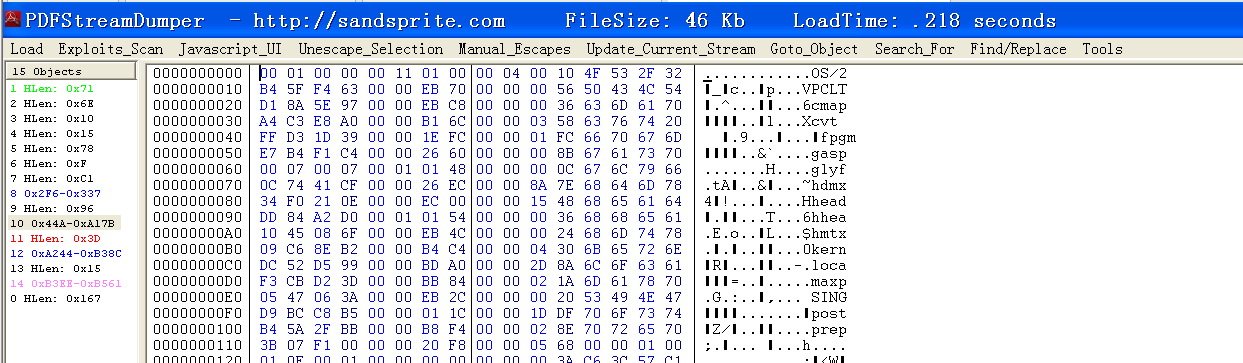 PDFStreamDumper - http://sandsprite.com FileSize: 46 Kb LoadTime: .218 seconds
Load Exploits_Scan Javascript_UI Unescape_Selection Manual_Escapes Update_Current_Stream Goto_Object Search_For Find/Replace Tools
15 Objects
1 HLen: 0x71
2 HLen: 0x6E
3 HLen: 0x10
4 HLen: 0x15
5 HLen: 0x78
6 HLen: 0xF
7 HLen: 0xC1
8 0x2F6-0x337
9 HLen: 0x96
10 0x44A-0xA17B
11 HLen: 0x3D
12 0xA244-0xB38C
13 HLen: 0x15
14 0xB3EE-0xB561
0 HLen: 0x167
0000000000 00 01 00 00 00 11 01 00 00 04 00 10 4F 53 2F 32 ............OS/2
0000000010 B4 5F F4 63 00 00 EB 70 00 00 00 56 50 43 4C 54 _ c.. p...VPCLT
0000000020 D1 8A 5E 97 00 00 EB C8 00 00 00 36 63 6D 61 70 .^... ...6cmap
0000000030 A4 C3 E8 A0 00 00 B1 6C 00 00 03 58 63 76 74 20 .. l...Xcvt
0000000040 FF D3 1D 39 00 00 1E FC 00 00 01 FC 66 70 67 6D .9... ... fpgm
0000000050 E7 B4 F1 C4 00 00 26 60 00 00 00 8B 67 61 73 70 ..&`... gasp
0000000060 00 07 00 07 00 01 01 48 00 00 00 0C 67 6C 79 66 .......H....glyf
0000000070 0C 74 41 CF 00 00 26 EC 00 00 8A 7E 68 64 6D 78 .tA ..& .. ~hdmx
0000000080 34 F0 21 0E 00 00 EC 00 00 00 15 48 68 65 61 64 4 !... ....Hhead
0000000090 DD 84 A2 D0 00 01 01 54 00 00 00 36 68 68 65 61 ...T...6hhea
00000000A0 10 45 08 6F 00 00 EB 4C 00 00 00 24 68 6D 74 78 .E.o.. L...$hmtx
00000000B0 09 C6 8E B2 00 00 B4 C4 00 00 04 30 6B 65 72 6E . .. ...0kern
00000000C0 DC 52 D5 99 00 00 BD A0 00 00 2D 8A 6C 6F 63 61 R .. ..- loca
00000000D0 F3 CB D2 3D 00 00 BB 84 00 00 02 1A 6D 61 78 70 =.. ....maxp
00000000E0 05 47 06 3A 00 00 EB 2C 00 00 00 20 53 49 4E 47 .G.:.. ,... SING
00000000F0 D9 BC C8 B5 00 00 01 1C 00 00 1D DF 70 6F 73 74 ....... post
0000000100 B4 5A 2F BB 00 00 B8 F4 00 00 02 8E 70 72 65 70 Z/ .. ... prep
0000000110 3B 07 F1 00 00 00 20 F8 00 00 05 68 00 00 01 00 ;. ... ...h....